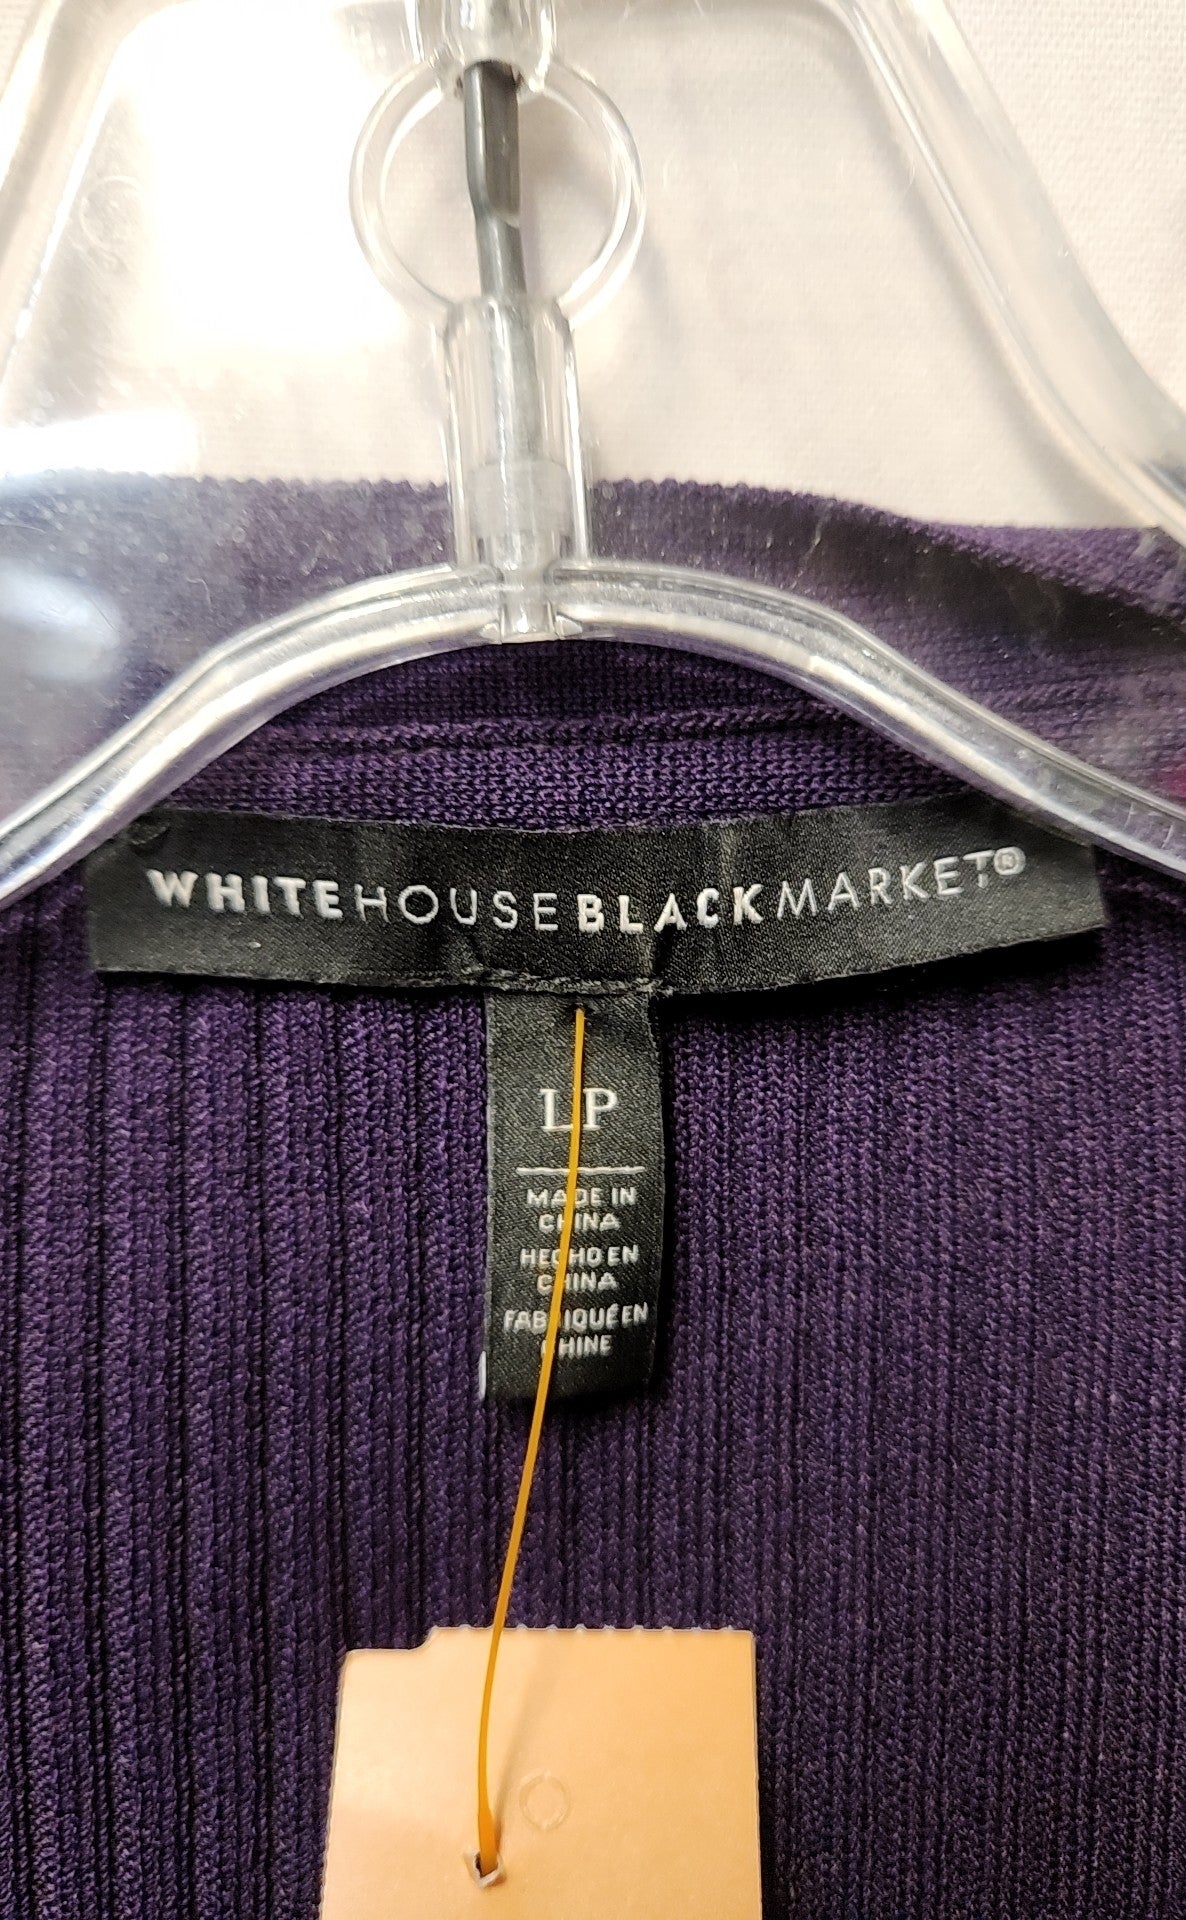 WHITEHOUSEBLACKMARKET®
LP
MADE IN
CHINA
HECHO EN
CHINA
FABRIQUÉ EN
CHINE